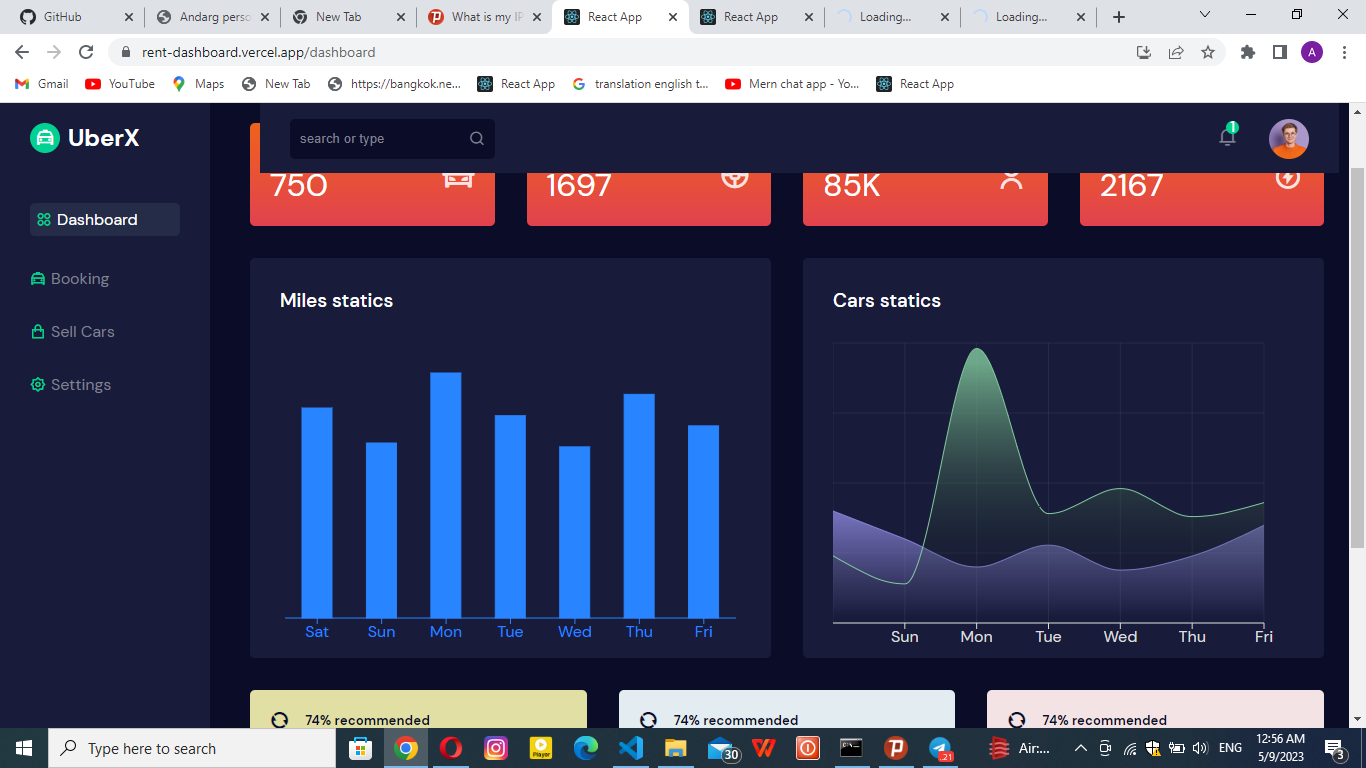 GitHub
Andarg perso
New Tab
What is my IP
React App
React App
Loading...
Loading...
rent-dashboard.vercel.app/dashboard
A
Gmail
YouTube
Maps
New Tab
https://bangkok.ne...
React App
translation english t...
Mern chat app - Yo...
React App
UberX
search or type
1
750
1697
85K
2167
Dashboard
Booking
Sell Cars
Settings
Miles statics
Sat Sun Mon Tue Wed Thu Fri
Cars statics
Sun Mon Tue Wed Thu Fri
74% recommended
74% recommended
74% recommended
Type here to search
Player
30
21
Air:...
ENG
12:56 AM
5/9/2023
3